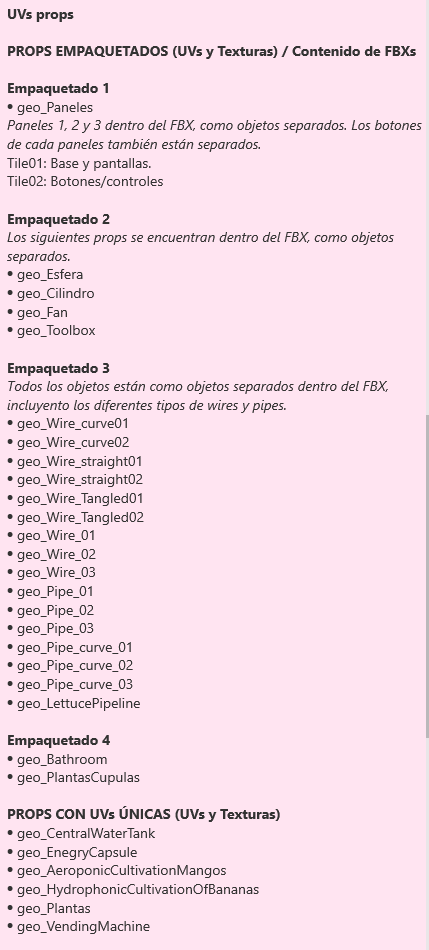 UVs props
PROPS EMPAQUETADOS (UVs y Texturas) / Contenido de FBXs
Empaquetado 1
• geo_Paneles
Paneles 1, 2 y 3 dentro del FBX, como objetos separados. Los botones
de cada paneles también están separados.
Tile01: Base y pantallas.
Tile02: Botones/controles
Empaquetado 2
Los siguientes props se encuentran dentro del FBX, como objetos
separados.
• geo_Esfera
• geo_Cilindro
• geo_Fan
• geo_Toolbox
Empaquetado 3
Todos los objetos están como objetos separados dentro del FBX,
incluyento los diferentes tipos de wires y pipes.
• geo_Wire_curve01
• geo_Wire_curve02
• geo_Wire_straight01
• geo_Wire_straight02
• geo_Wire_Tangled01
• geo_Wire_Tangled02
• geo_Wire_01
• geo_Wire_02
• geo_Wire_03
• geo_Pipe_01
• geo_Pipe_02
• geo_Pipe_03
• geo_Pipe_curve_01
• geo_Pipe_curve_02
• geo_Pipe_curve_03
• geo_LettucePipeline
Empaquetado 4
• geo_Bathroom
• geo_PlantasCupulas
PROPS CON UVs ÚNICAS (UVs y Texturas)
• geo_CentralWaterTank
• geo_EnegryCapsule
• geo_AeroponicCultivationMangos
• geo_HydrophonicCultivationOfBananas
• geo_Plantas
• geo_VendingMachine